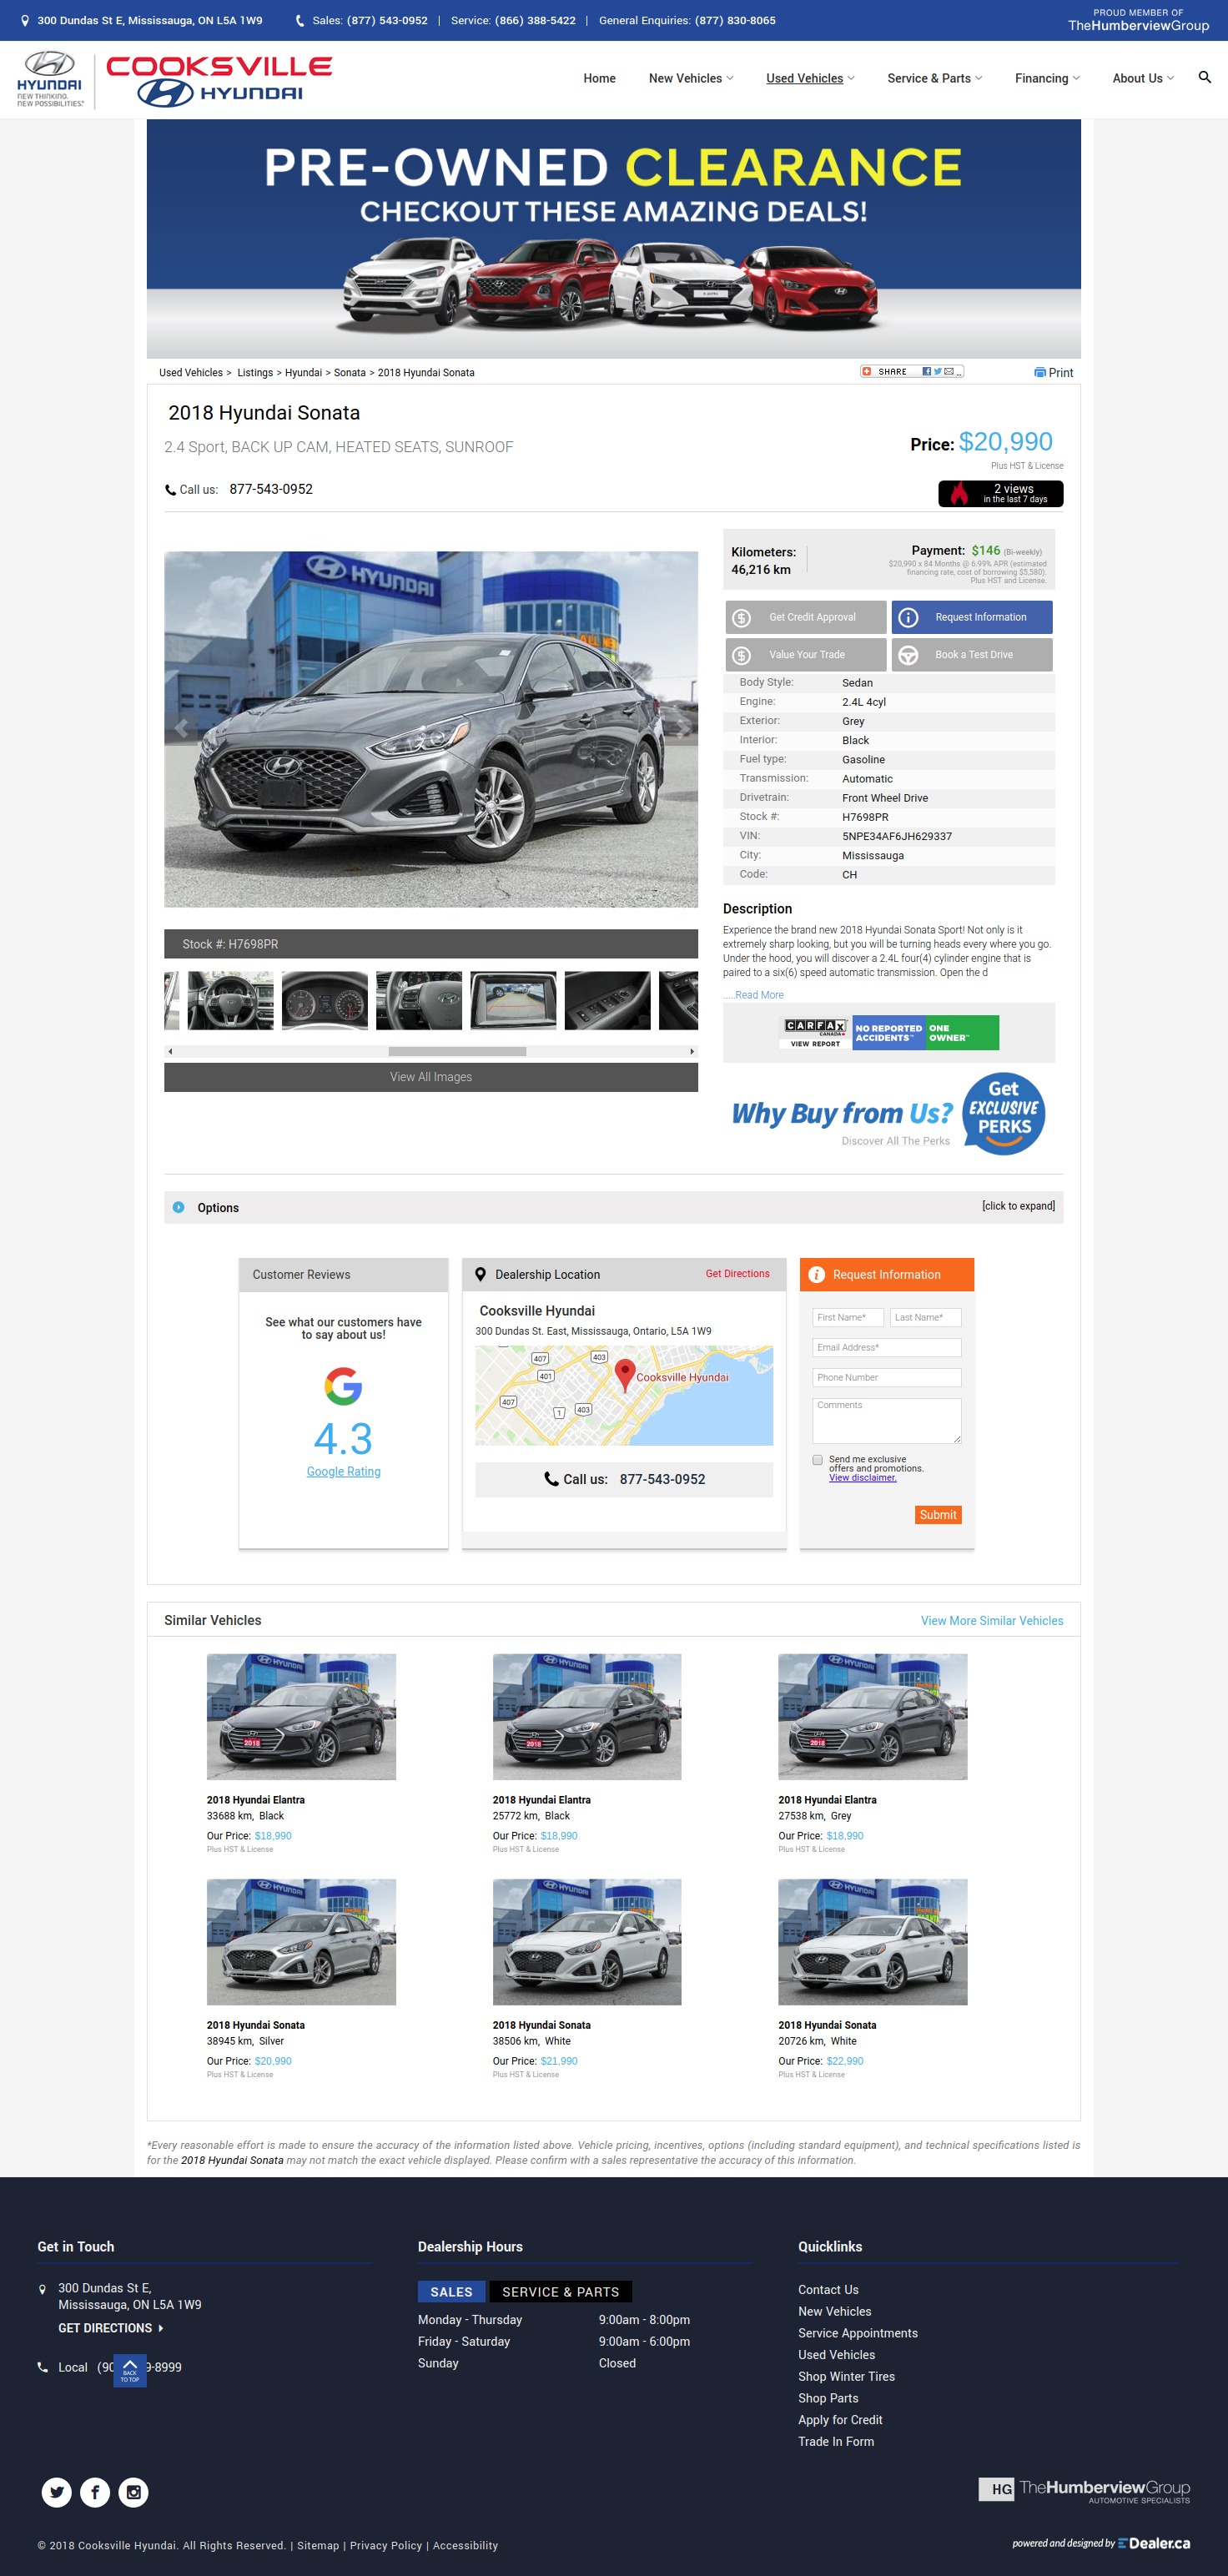 300 Dundas St E, Mississauga, ON L5A 1W9
Sales: (877) 543-0952 | Service: (866) 388-5422 | General Enquiries: (877) 830-8065
PROUD MEMBER OF
TheHumberviewGroup
HYUNDAI
NEW THINKING.
NEW POSSIBILITIES.
COOKSVILLE
HYUNDAI
Home
New Vehicles
Used Vehicles
Service & Parts
Financing
About Us
PRE-OWNED CLEARANCE
CHECKOUT THESE AMAZING DEALS!
Used Vehicles > Listings > Hyundai > Sonata > 2018 Hyundai Sonata
SHARE
Print
2018 Hyundai Sonata
2.4 Sport, BACK UP CAM, HEATED SEATS, SUNROOF
Price: $20,990
Plus HST & License
Call us: 877-543-0952
2 views
in the last 7 days
HYUNDAI
Kilometers:
46,216 km
Payment: $146 (Bi-weekly)
$20,990 x 84 Months @ 6.99% APR (estimated
financing rate, cost of borrowing $5,580).
Plus HST and License.
Get Credit Approval
Request Information
Value Your Trade
Book a Test Drive
Body Style: Sedan
Engine: 2.4L 4cyl
Exterior: Grey
Interior: Black
Fuel type: Gasoline
Transmission: Automatic
Drivetrain: Front Wheel Drive
Stock #: H7698PR
VIN: 5NPE34AF6JH629337
City: Mississauga
Code: CH
Stock #: H7698PR
View All Images
Description
Experience the brand new 2018 Hyundai Sonata Sport! Not only is it
extremely sharp looking, but you will be turning heads every where you go.
Under the hood, you will discover a 2.4L four(4) cylinder engine that is
paired to a six(6) speed automatic transmission. Open the d
.....Read More
CARFAX
CANADA
VIEW REPORT
NO REPORTED
ACCIDENTS™
ONE
OWNER™
Why Buy from Us?
Discover All The Perks
Get
EXCLUSIVE
PERKS
Options
[click to expand]
Customer Reviews
See what our customers have
to say about us!
4.3
Google Rating
Dealership Location
Get Directions
Cooksville Hyundai
300 Dundas St. East, Mississauga, Ontario, L5A 1W9
407
403
401
Cooksville Hyundai
407
1
403
Call us: 877-543-0952
Request Information
First Name*
Last Name*
Email Address*
Phone Number
Comments
Send me exclusive
offers and promotions.
View disclaimer.
Submit
Similar Vehicles
View More Similar Vehicles
HYUNDAI
2018
HYUNDAI
2018
HYUNDAI
2018
2018 Hyundai Elantra
33688 km, Black
Our Price: $18,990
Plus HST & License
2018 Hyundai Elantra
25772 km, Black
Our Price: $18,990
Plus HST & License
2018 Hyundai Elantra
27538 km, Grey
Our Price: $18,990
Plus HST & License
HYUNDAI
HYUNDAI
HYUNDAI
2018 Hyundai Sonata
38945 km, Silver
Our Price: $20,990
Plus HST & License
2018 Hyundai Sonata
38506 km, White
Our Price: $21,990
Plus HST & License
2018 Hyundai Sonata
20726 km, White
Our Price: $22,990
Plus HST & License
*Every reasonable effort is made to ensure the accuracy of the information listed above. Vehicle pricing, incentives, options (including standard equipment), and technical specifications listed is
for the 2018 Hyundai Sonata may not match the exact vehicle displayed. Please confirm with a sales representative the accuracy of this information.
Get in Touch
300 Dundas St E,
Mississauga, ON L5A 1W9
GET DIRECTIONS
Local (90 9-8999
BACK
TO TOP
Dealership Hours
SALES
SERVICE & PARTS
Monday - Thursday 9:00am - 8:00pm
Friday - Saturday 9:00am - 6:00pm
Sunday Closed
Quicklinks
Contact Us
New Vehicles
Service Appointments
Used Vehicles
Shop Winter Tires
Shop Parts
Apply for Credit
Trade In Form
HG TheHumberviewGroup
AUTOMOTIVE SPECIALISTS
© 2018 Cooksville Hyundai. All Rights Reserved. | Sitemap | Privacy Policy | Accessibility
powered and designed by EDealer.ca